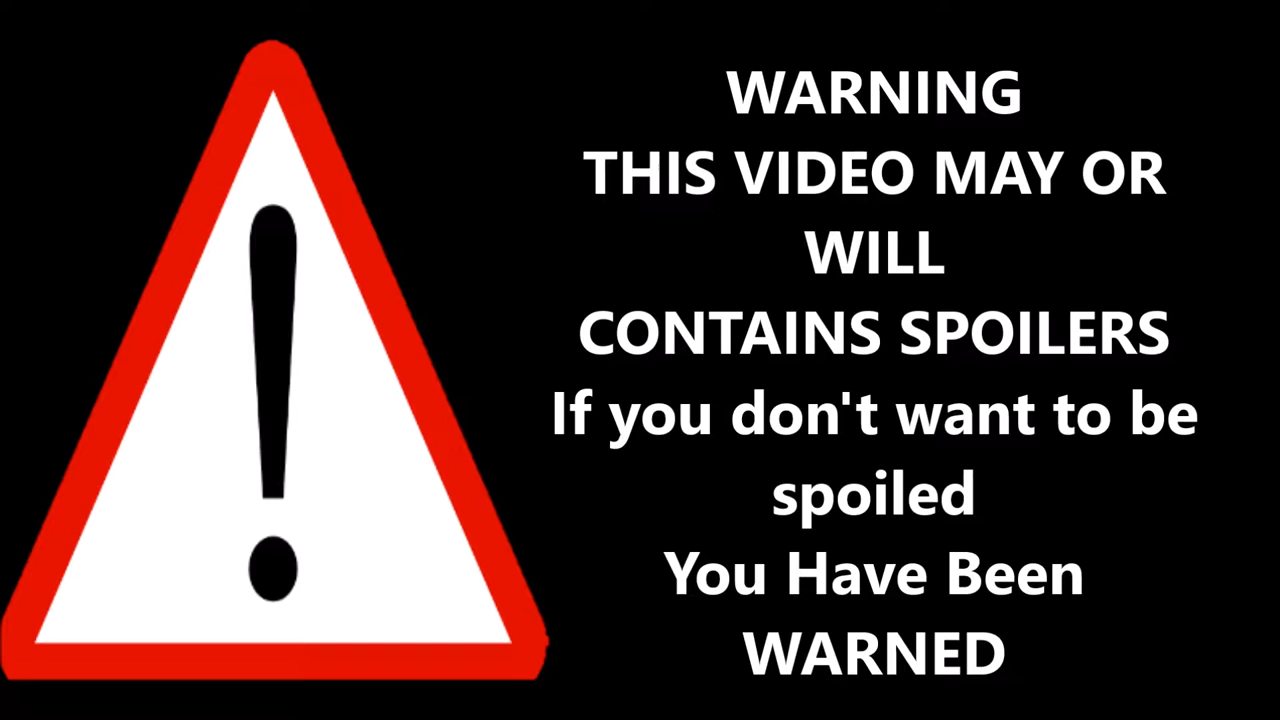 WARNING
THIS VIDEO MAY OR
WILL
CONTAINS SPOILERS
If you don't want to be
spoiled
You Have Been
WARNED